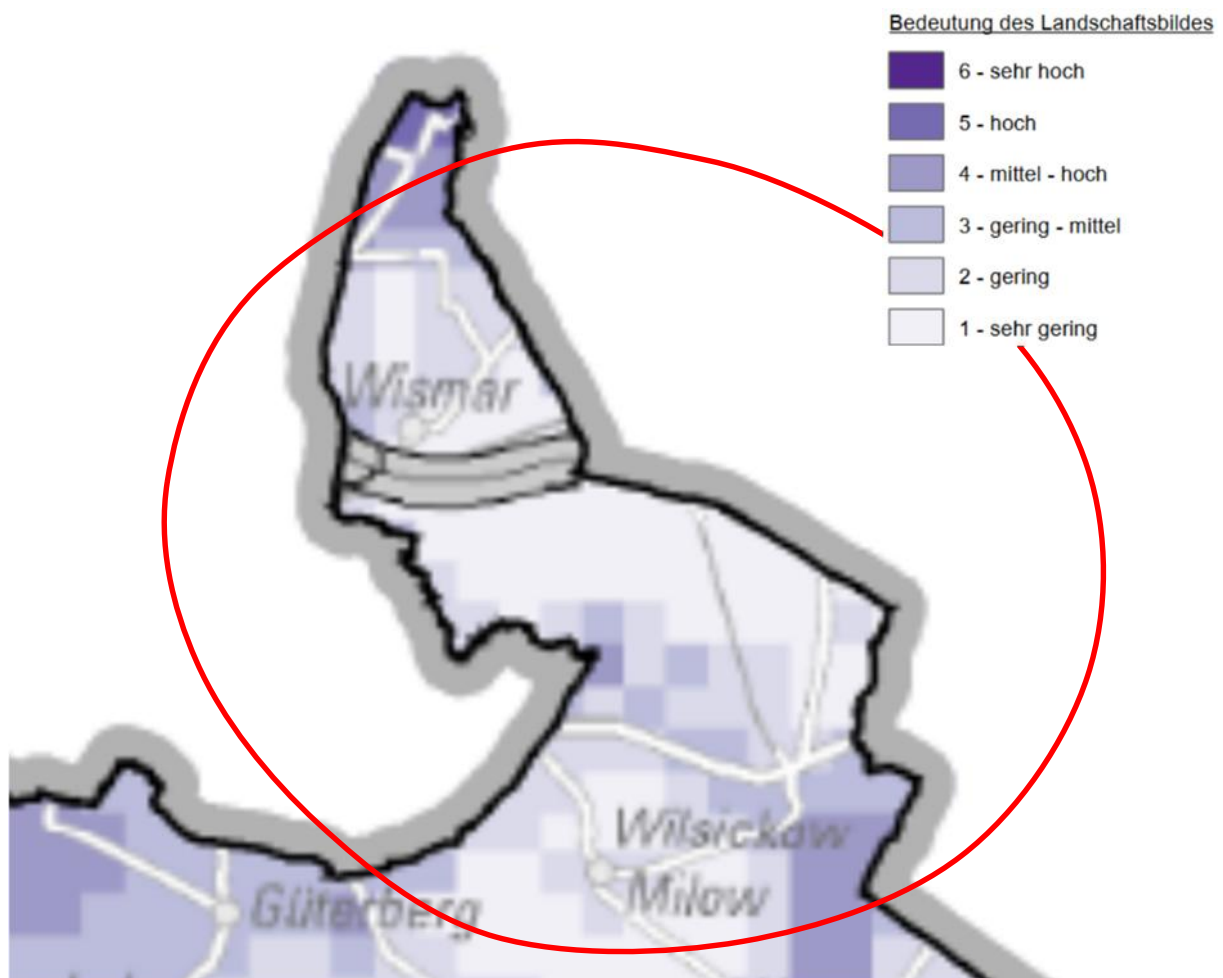 Bedeutung des Landschaftsbildes
6 - sehr hoch
5 - hoch
4 - mittel - hoch
3 - gering - mittel
2 - gering
1 - sehr gering
Wismar
Wilsickow
Milow
Güterberg